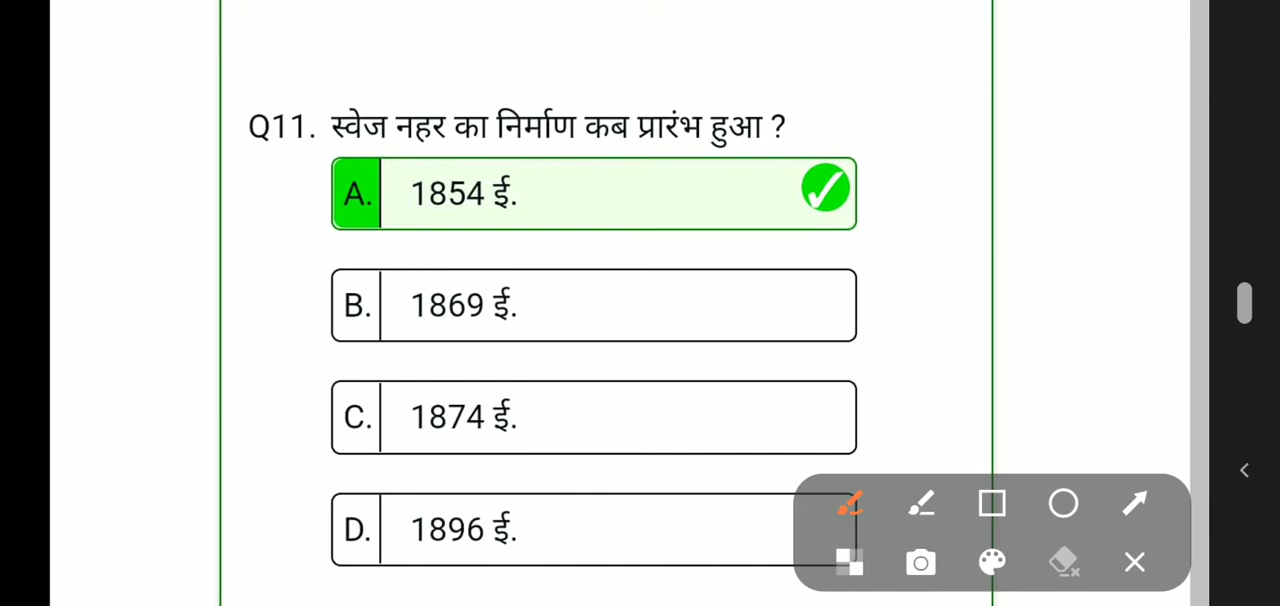 Q11. स्वेज नहर का निर्माण कब प्रारंभ हुआ ?
A. 1854 ई.
B. 1869 ई.
C. 1874 ई.
D. 1896 ई.